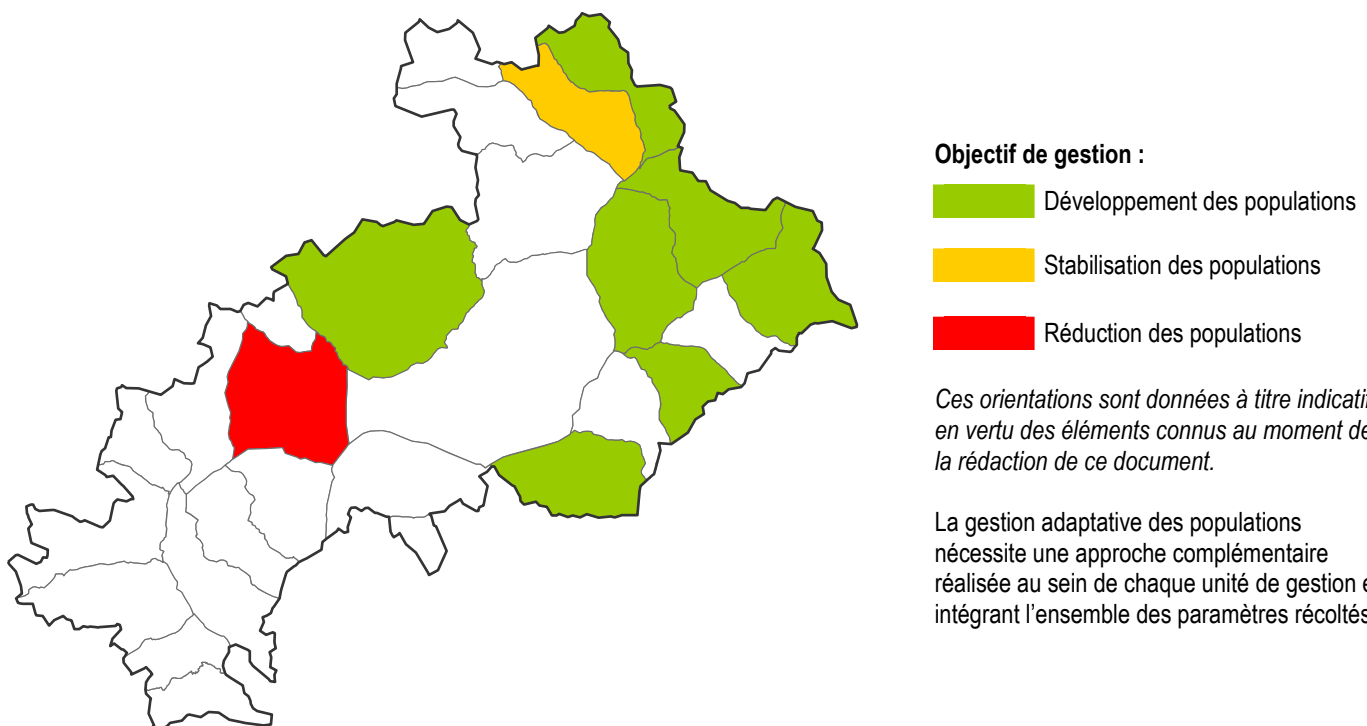 Objectif de gestion :
Développement des populations
Stabilisation des populations
Réduction des populations
Ces orientations sont données à titre indicatif
en vertu des éléments connus au moment de
la rédaction de ce document.
La gestion adaptative des populations
nécessite une approche complémentaire
réalisée au sein de chaque unité de gestion e
intégrant l’ensemble des paramètres récoltés